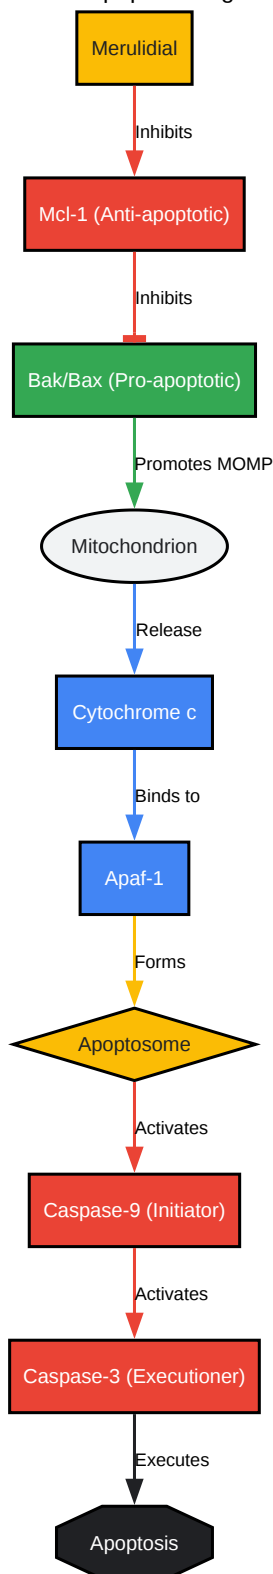 Merulidial
Inhibits
Mcl-1 (Anti-apoptotic)
Inhibits
Bak/Bax (Pro-apoptotic)
Promotes MOMP
Mitochondrion
Release
Cytochrome c
Binds to
Apaf-1
Forms
Apoptosome
Activates
Caspase-9 (Initiator)
Activates
Caspase-3 (Executioner)
Executes
Apoptosis